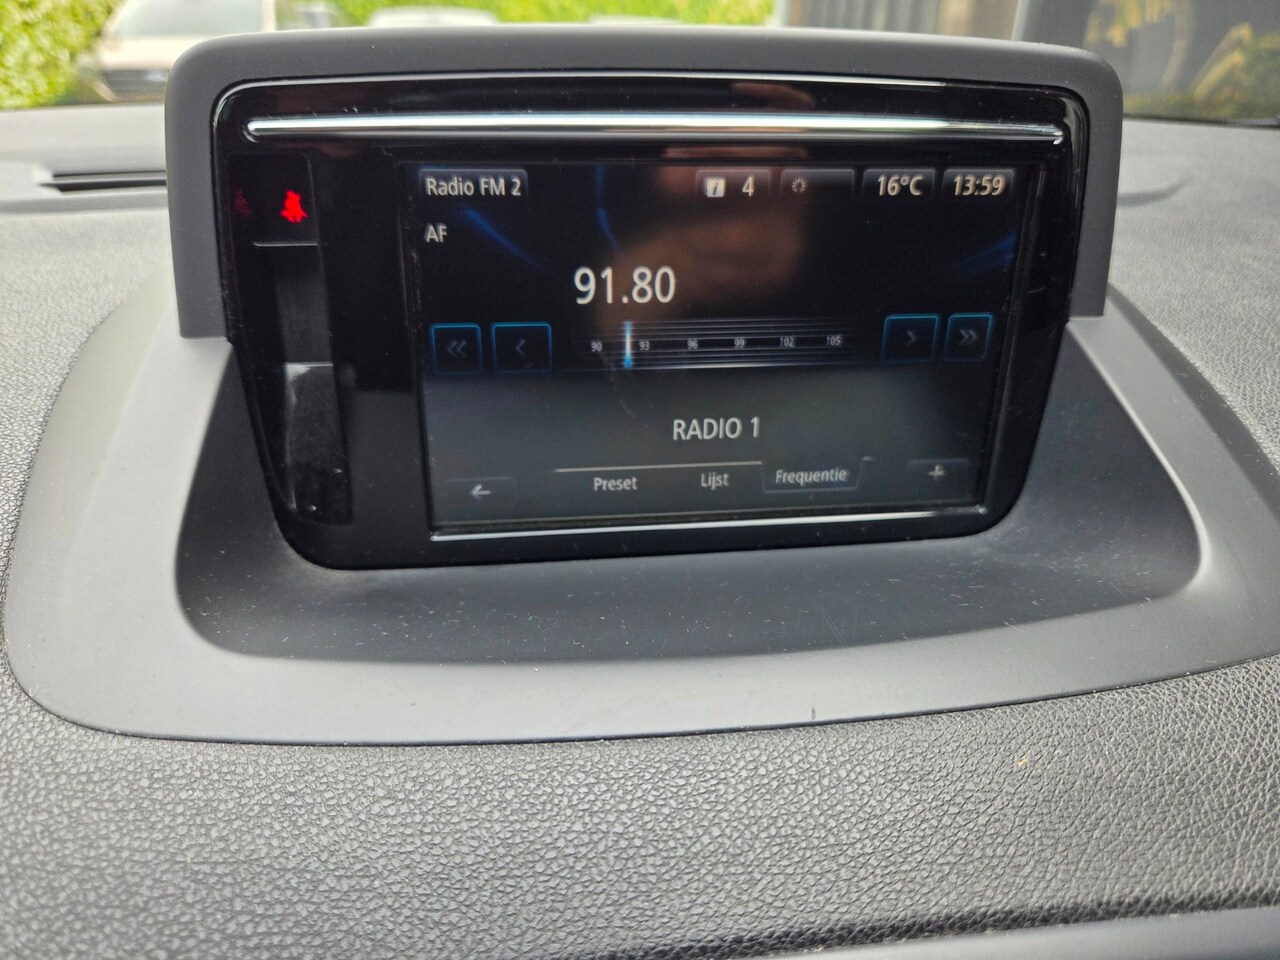 Radio FM 2 4 16°C 13:59
AF
91.80
90 93 96 99 102 105
RADIO 1
Preset Lijst Frequentie